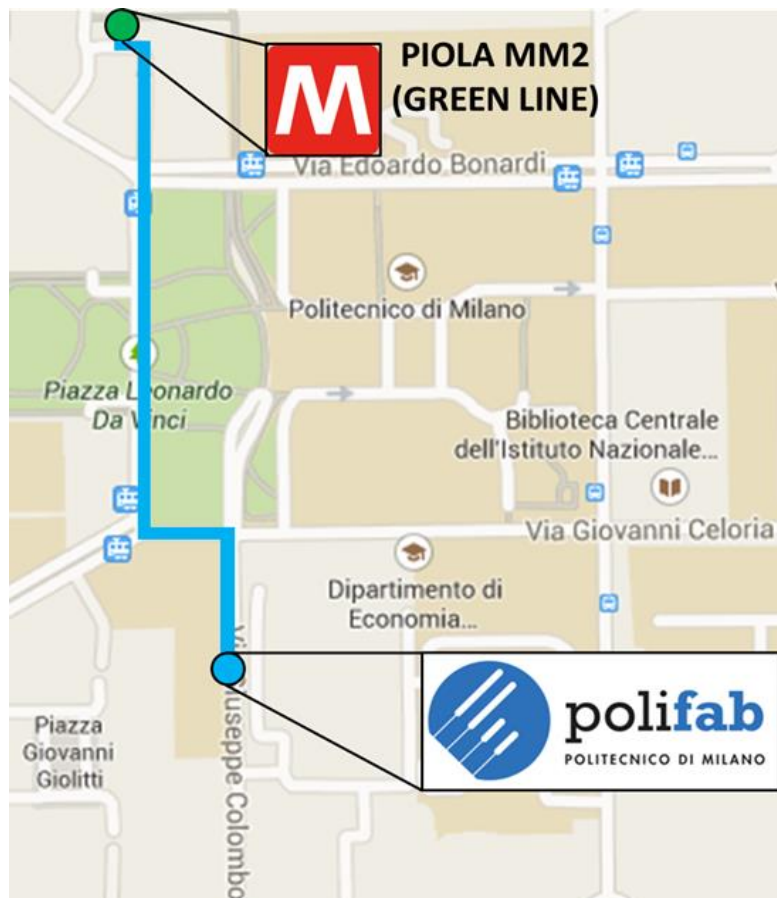 M
PIOLA MM2
(GREEN LINE)
Via Edoardo Bonardi
Politecnico di Milano
Piazza Leonardo
Da Vinci
Biblioteca Centrale
dell'Istituto Nazionale...
Via Giovanni Celoria
Dipartimento di
Economia...
Via Giuseppe Colombo
polifab
POLITECNICO DI MILANO
Piazza
Giovanni
Giolitti